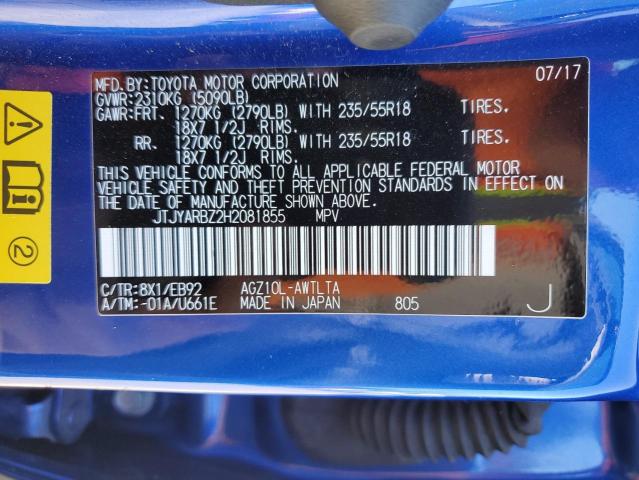 MFD.BY:TOYOTA MOTOR CORPORATION 07/17
GVWR:2310KG (5090LB)
GAWR:FRT. 1270KG (2790LB) WITH 235/55R18 TIRES.
18X7 1/2J RIMS.
RR. 1270KG (2790LB) WITH 235/55R18 TIRES.
18X7 1/2J RIMS.
THIS VEHICLE CONFORMS TO ALL APPLICABLE FEDERAL MOTOR
VEHICLE SAFETY AND THEFT PREVENTION STANDARDS IN EFFECT ON
THE DATE OF MANUFACTURE SHOWN ABOVE.
JTJYARBZ2H2081855 MPV
C/TR:8X1/EB92 AGZ10L-AWTLTA
A/TM:-01A/U661E MADE IN JAPAN 805 J
2